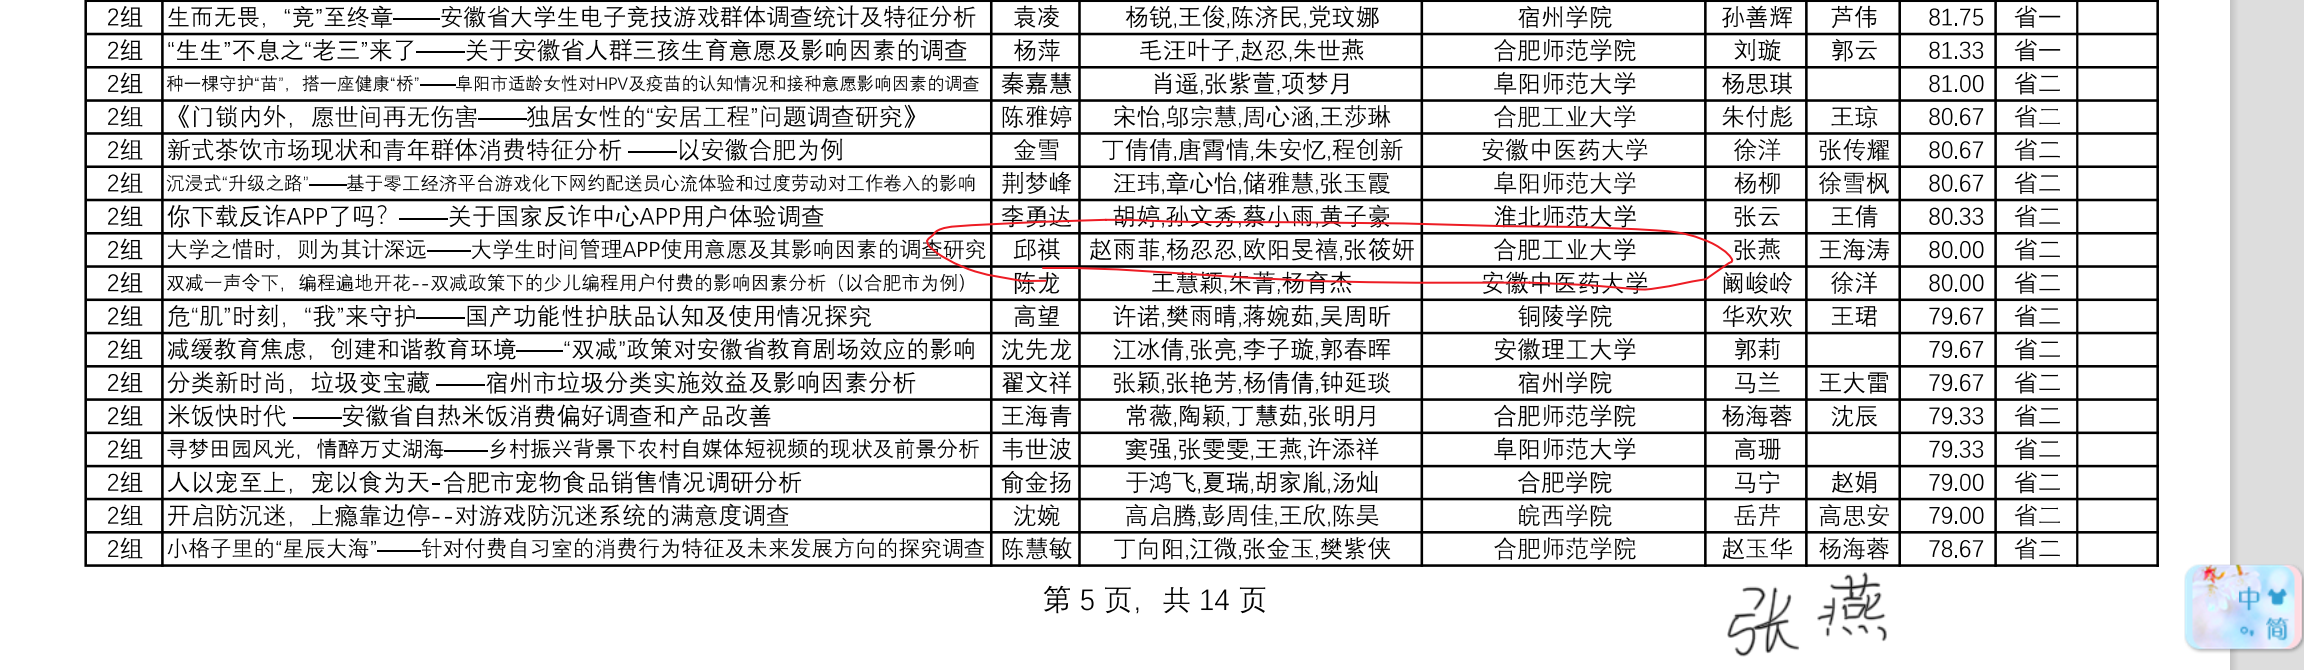 2组 生而无畏，“竞”至终章——安徽省大学生电子竞技游戏群体调查统计及特征分析 袁凌 杨锐,王俊,陈济民,党玟娜 宿州学院 孙善辉 芦伟 81.75 省一
2组 “生生”不息之“老三”来了——关于安徽省人群三孩生育意愿及影响因素的调查 杨萍 毛汪叶子,赵忍,朱世燕 合肥师范学院 刘璇 郭云 81.33 省一
2组 种一棵守护“苗”，搭一座健康“桥”——阜阳市适龄女性对HPV及疫苗的认知情况和接种意愿影响因素的调查 秦嘉慧 肖遥,张紫萱,项梦月 阜阳师范大学 杨思琪 81.00 省二
2组 《门锁内外，愿世间再无伤害——独居女性的“安居工程”问题调查研究》 陈雅婷 宋怡,邬宗慧,周心涵,王莎琳 合肥工业大学 朱付彪 王琼 80.67 省二
2组 新式茶饮市场现状和青年群体消费特征分析 ——以安徽合肥为例 金雪 丁倩倩,唐霄情,朱安忆,程创新 安徽中医药大学 徐洋 张传耀 80.67 省二
2组 沉浸式“升级之路”——基于零工经济平台游戏化下网约配送员心流体验和过度劳动对工作卷入的影响 荆梦峰 汪玮,章心怡,储雅慧,张玉霞 阜阳师范大学 杨柳 徐雪枫 80.67 省二
2组 你下载反诈APP了吗？——关于国家反诈中心APP用户体验调查 李勇达 胡婷,孙文秀,蔡小雨,黄子豪 淮北师范大学 张云 王倩 80.33 省二
2组 大学之惜时，则为其计深远——大学生时间管理APP使用意愿及其影响因素的调查研究 邱祺 赵雨菲,杨忍忍,欧阳旻禧,张筱妍 合肥工业大学 张燕 王海涛 80.00 省二
2组 双减一声令下，编程遍地开花--双减政策下的少儿编程用户付费的影响因素分析（以合肥市为例） 陈龙 王慧颖,朱菁,杨育杰 安徽中医药大学 阚峻岭 徐洋 80.00 省二
2组 危“肌”时刻，“我”来守护——国产功能性护肤品认知及使用情况探究 高望 许诺,樊雨晴,蒋婉茹,吴周昕 铜陵学院 华欢欢 王珺 79.67 省二
2组 减缓教育焦虑，创建和谐教育环境——“双减”政策对安徽省教育剧场效应的影响 沈先龙 江冰倩,张亮,李子璇,郭春晖 安徽理工大学 郭莉 79.67 省二
2组 分类新时尚，垃圾变宝藏 ——宿州市垃圾分类实施效益及影响因素分析 翟文祥 张颖,张艳芳,杨倩倩,钟延琰 宿州学院 马兰 王大雷 79.67 省二
2组 米饭快时代 ——安徽省自热米饭消费偏好调查和产品改善 王海青 常薇,陶颖,丁慧茹,张明月 合肥师范学院 杨海蓉 沈辰 79.33 省二
2组 寻梦田园风光，情醉万丈湖海——乡村振兴背景下农村自媒体短视频的现状及前景分析 韦世波 窦强,张雯雯,王燕,许添祥 阜阳师范大学 高珊 79.33 省二
2组 人以宠至上，宠以食为天-合肥市宠物食品销售情况调研分析 俞金扬 于鸿飞,夏瑞,胡家胤,汤灿 合肥学院 马宁 赵娟 79.00 省二
2组 开启防沉迷，上瘾靠边停--对游戏防沉迷系统的满意度调查 沈婉 高启腾,彭周佳,王欣,陈昊 皖西学院 岳芹 高思安 79.00 省二
2组 小格子里的“星辰大海”——针对付费自习室的消费行为特征及未来发展方向的探究调查 陈慧敏 丁向阳,江微,张金玉,樊紫侠 合肥师范学院 赵玉华 杨海蓉 78.67 省二
第 5 页，共 14 页
张燕
中
简